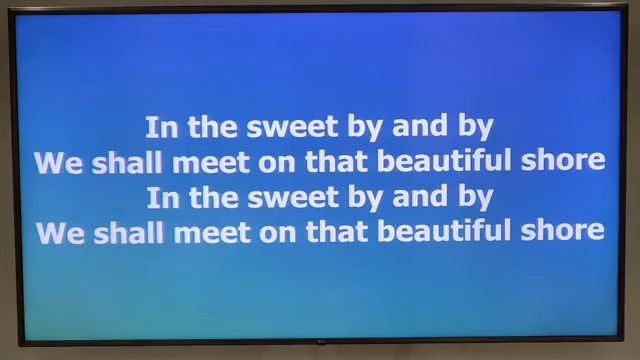 In the sweet by and by
We shall meet on that beautiful shore
In the sweet by and by
We shall meet on that beautiful shore